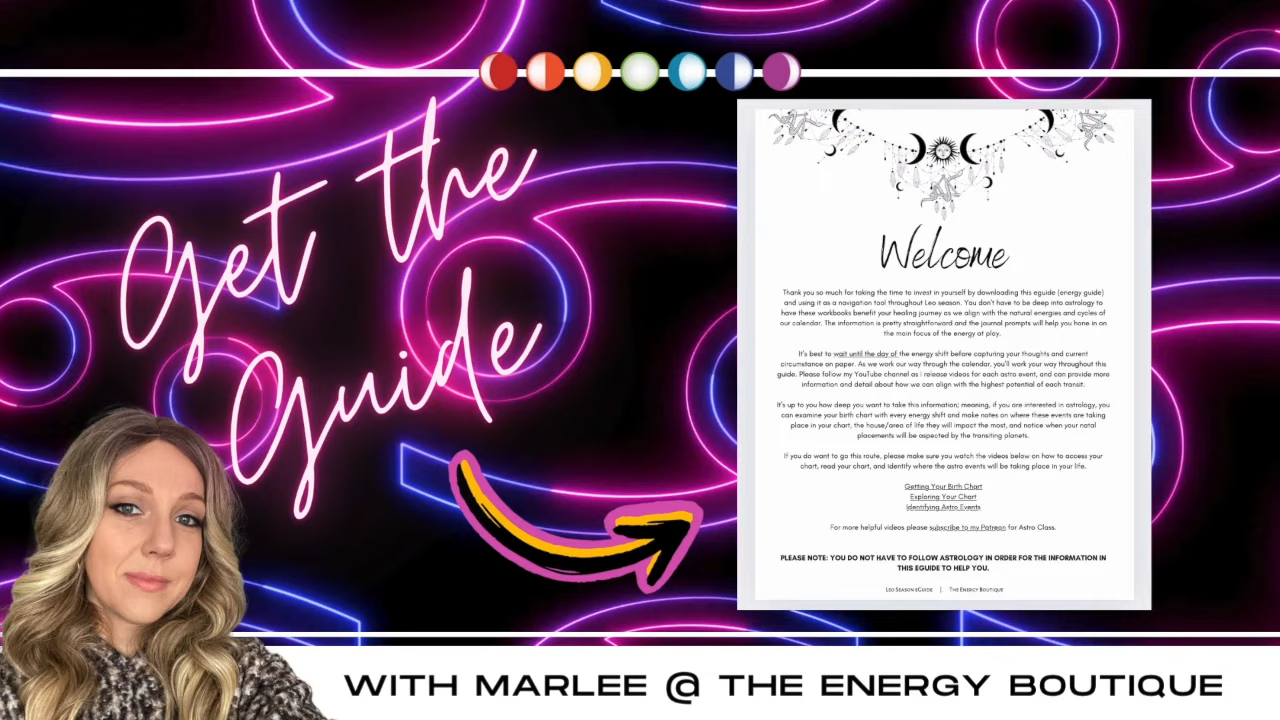 Get the
Guide
Welcome
Thank you so much for taking the time to invest in yourself by downloading this eguide (energy guide)
and using it as a navigation tool throughout Leo season. You don't have to be deep into astrology to
have these workbooks benefit your healing journey as we align with the natural energies and cycles of
our calendar. The information is pretty straightforward and the journal prompts will help you hone in on
the main focus of the energy at play.
It's best to wait until the day of the energy shift before capturing your thoughts and current
circumstance on paper. As we work our way through the calendar, you'll work your way throughout this
guide. Please follow my YouTube channel as I release videos for each astro event, and can provide more
information and detail about how we can align with the highest potential of each transit.
It's up to you how deep you want to take this information; meaning, if you are interested in astrology, you
can examine your birth chart with every energy shift and make notes on where these events are taking
place in your chart, the house/area of life they will impact the most, and notice when your natal
placements will be aspected by the transiting planets.
If you do want to go this route, please make sure you watch the videos below on how to access your
chart, read your chart, and identify where the astro events will be taking place in your life.
Getting Your Birth Chart
Exploring Your Chart
Identifying Astro Events
For more helpful videos please subscribe to my Patreon for Astro Class.
PLEASE NOTE: YOU DO NOT HAVE TO FOLLOW ASTROLOGY IN ORDER FOR THE INFORMATION IN
THIS EGUIDE TO HELP YOU.
Leo Season eGuide | The Energy Boutique
WITH MARLEE @ THE ENERGY BOUTIQUE